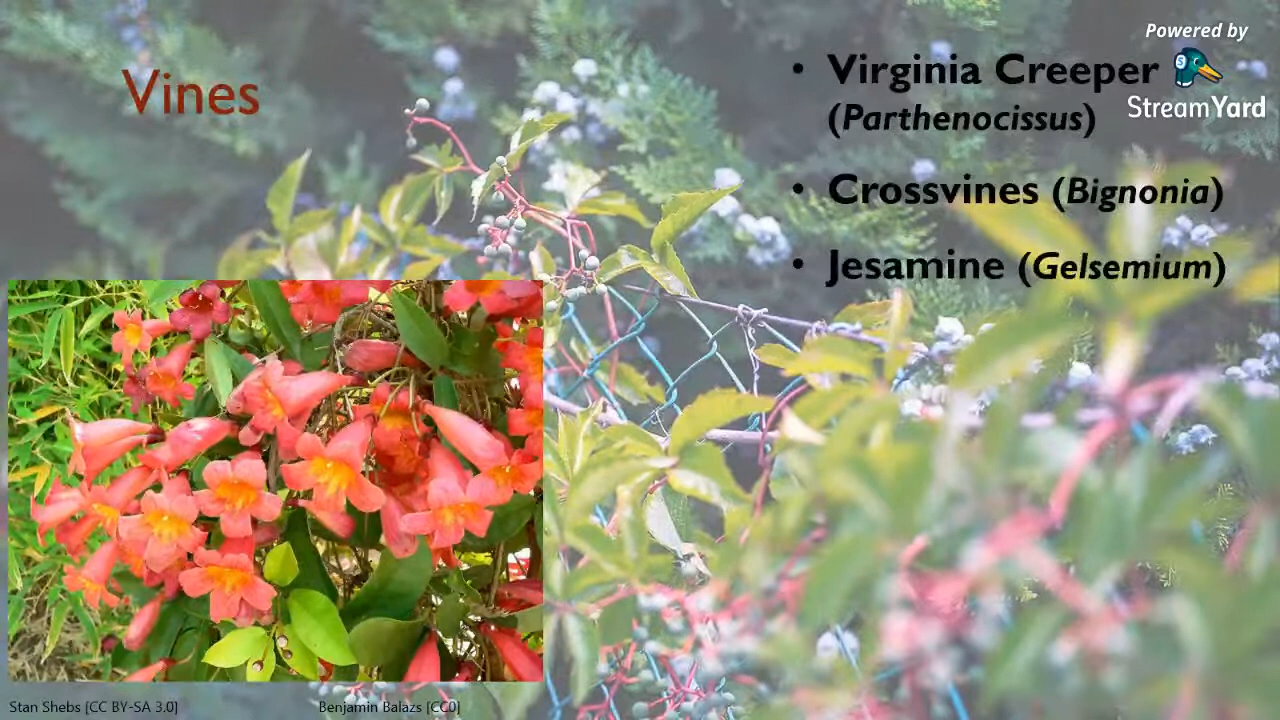 Vines
• Virginia Creeper
(Parthenocissus)
• Crossvines (Bignonia)
• Jesamine (Gelsemium)
Powered by
StreamYard
Stan Shebs [CC BY-SA 3.0]
Benjamin Balazs [CC0]